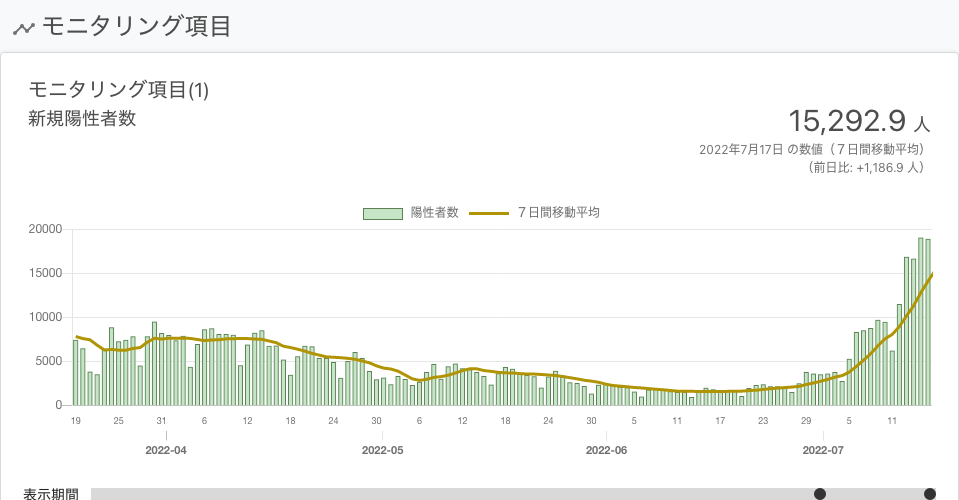 モニタリング項目
モニタリング項目(1)
新規陽性者数
15,292.9 人
2022年7月17日 の数値（７日間移動平均）
（前日比: +1,186.9 人）
陽性者数 ７日間移動平均
20000
15000
10000
5000
0
19 25 30 31 6 12 18 24 30 6 12 18 24 30 5 11 17 23 29 5 11
2022-04 2022-05 2022-06 2022-07
表示期間